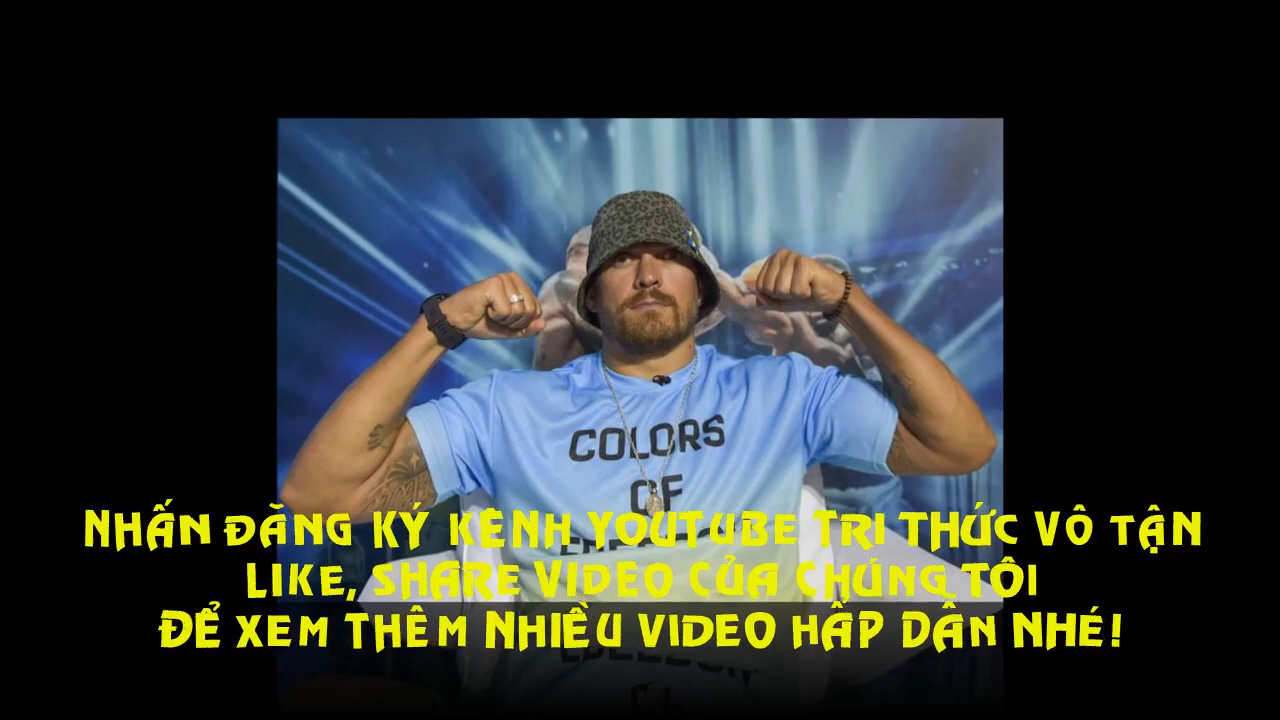 COLORS
OF
FREEDOM
NHẤN ĐĂNG KÝ KÊNH YOUTUBE TRI THỨC VÔ TẬN
LIKE, SHARE VIDEO CỦA CHÚNG TÔI
ĐỂ XEM THÊM NHIỀU VIDEO HẤP DẪN NHÉ!